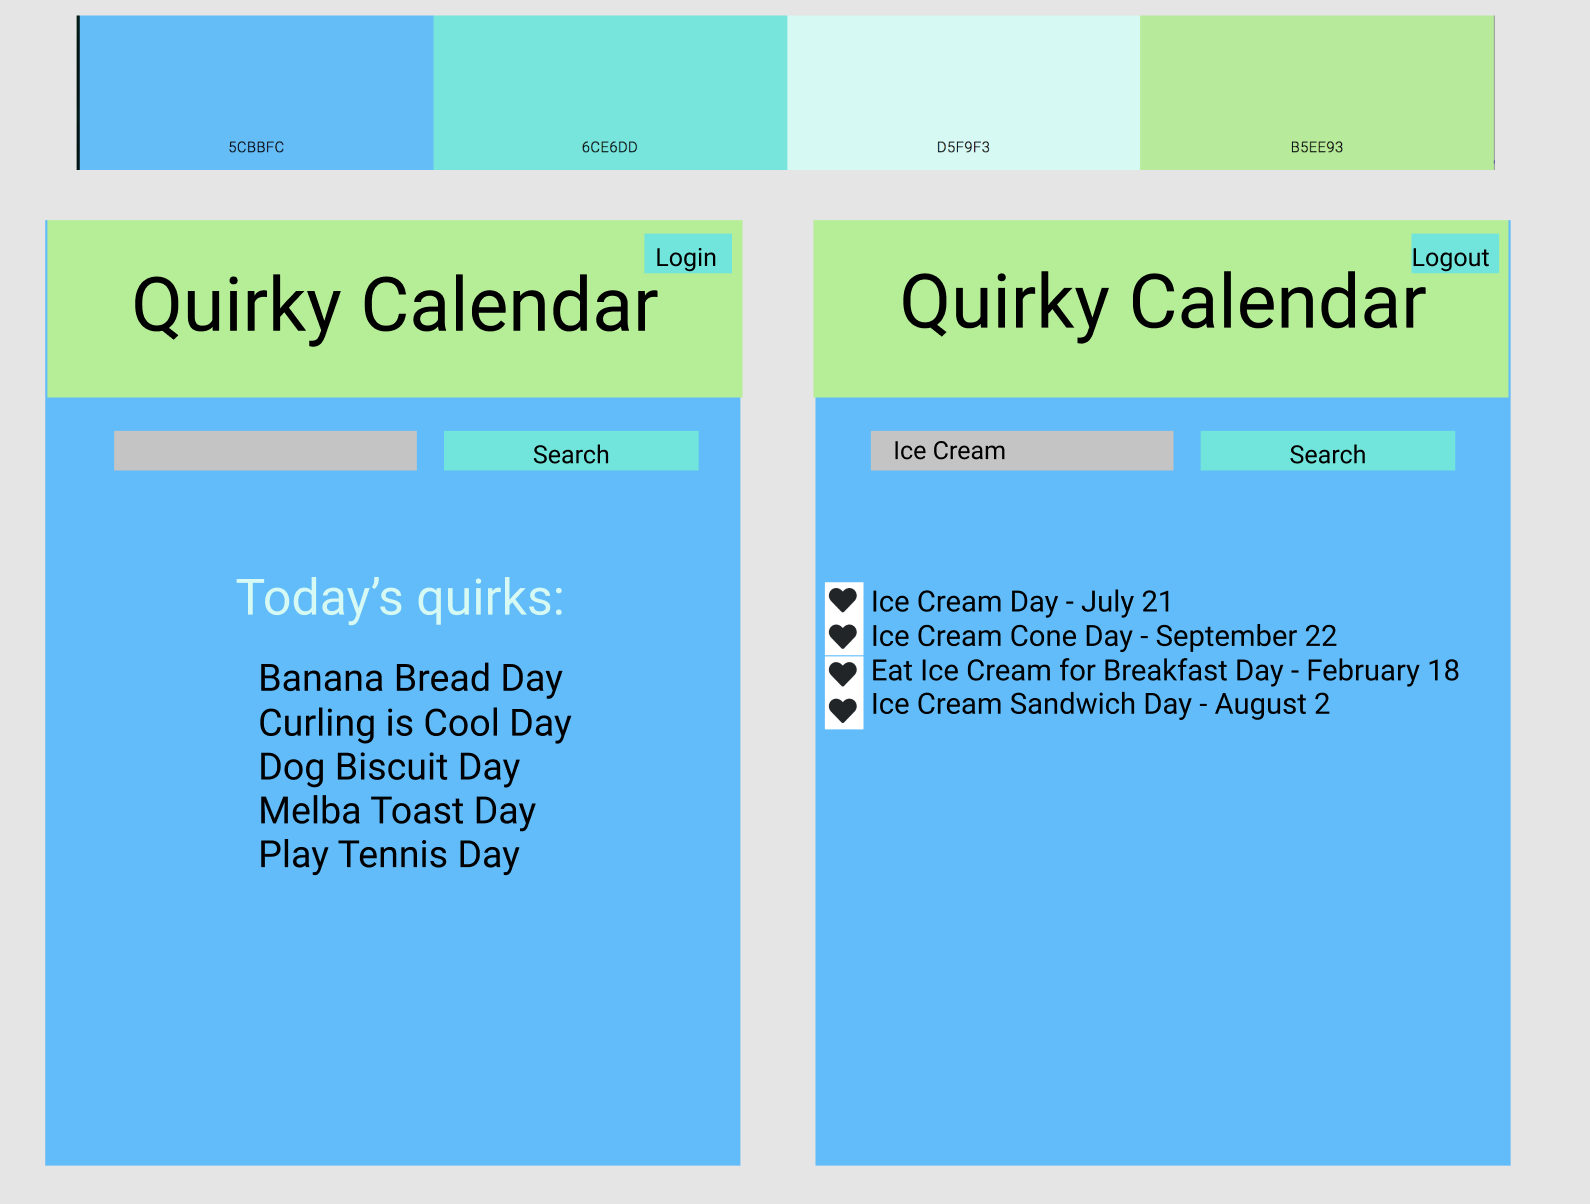 5CBBFC
6CE6DD
D5F9F3
B5EE93
Login
Quirky Calendar
Search
Today’s quirks:
Banana Bread Day
Curling is Cool Day
Dog Biscuit Day
Melba Toast Day
Play Tennis Day
Logout
Quirky Calendar
Ice Cream
Search
Ice Cream Day - July 21
Ice Cream Cone Day - September 22
Eat Ice Cream for Breakfast Day - February 18
Ice Cream Sandwich Day - August 2